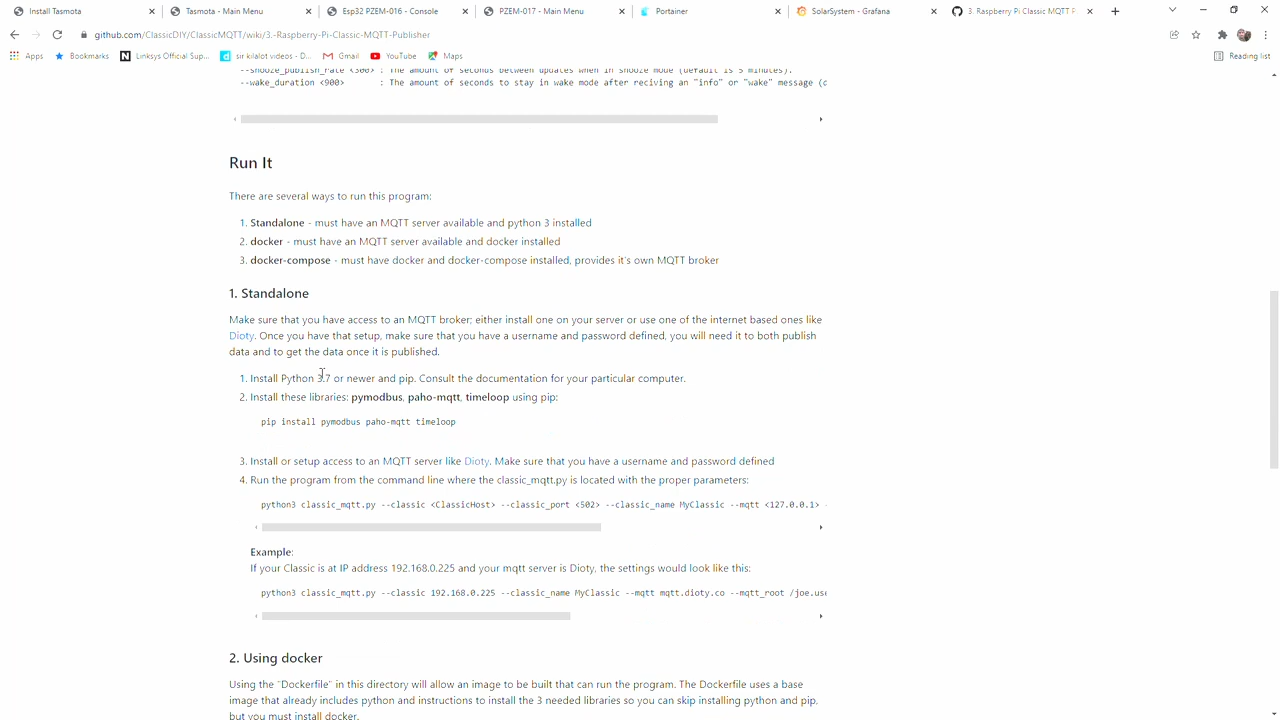 Install Tasmota
Tasmota - Main Menu
Esp32 PZEM-016 - Console
PZEM-017 - Main Menu
Portainer
SolarSystem - Grafana
3. Raspberry Pi Classic MQTT P
github.com/ClassicDIY/ClassicMQTT/wiki/3.-Raspberry-Pi-Classic-MQTT-Publisher
Apps
Bookmarks
Linksys Official Sup...
sir kilalot videos - D...
Gmail
YouTube
Maps
Reading list
--snooze_publish_rate <300> : The amount of seconds between updates when in snooze mode (default is 5 minutes).
--wake_duration <900> : The amount of seconds to stay in wake mode after reciving an "info" or "wake" message (c
Run It
There are several ways to run this program:
1. Standalone - must have an MQTT server available and python 3 installed
2. docker - must have an MQTT server available and docker installed
3. docker-compose - must have docker and docker-compose installed, provides it's own MQTT broker
1. Standalone
Make sure that you have access to an MQTT broker; either install one on your server or use one of the internet based ones like
Dioty. Once you have that setup, make sure that you have a username and password defined, you will need it to both publish
data and to get the data once it is published.
1. Install Python 3.7 or newer and pip. Consult the documentation for your particular computer.
2. Install these libraries: pymodbus, paho-mqtt, timeloop using pip:
pip install pymodbus paho-mqtt timeloop
3. Install or setup access to an MQTT server like Dioty. Make sure that you have a username and password defined
4. Run the program from the command line where the classic_mqtt.py is located with the proper parameters:
python3 classic_mqtt.py --classic <ClassicHost> --classic_port <502> --classic_name MyClassic --mqtt <127.0.0.1> -
Example:
If your Classic is at IP address 192.168.0.225 and your mqtt server is Dioty, the settings would look like this:
python3 classic_mqtt.py --classic 192.168.0.225 --classic_name MyClassic --mqtt mqtt.dioty.co --mqtt_root /joe.use
2. Using docker
Using the "Dockerfile" in this directory will allow an image to be built that can run the program. The Dockerfile uses a base
image that already includes python and instructions to install the 3 needed libraries so you can skip installing python and pip,
but you must install docker.